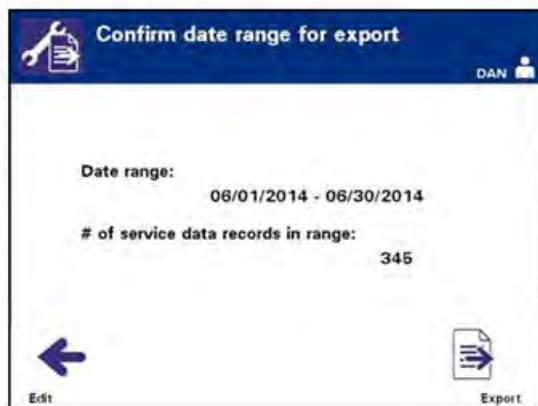 Confirm date range for export
DAN
Date range:
06/01/2014 - 06/30/2014
# of service data records in range:
345
Edit
Export